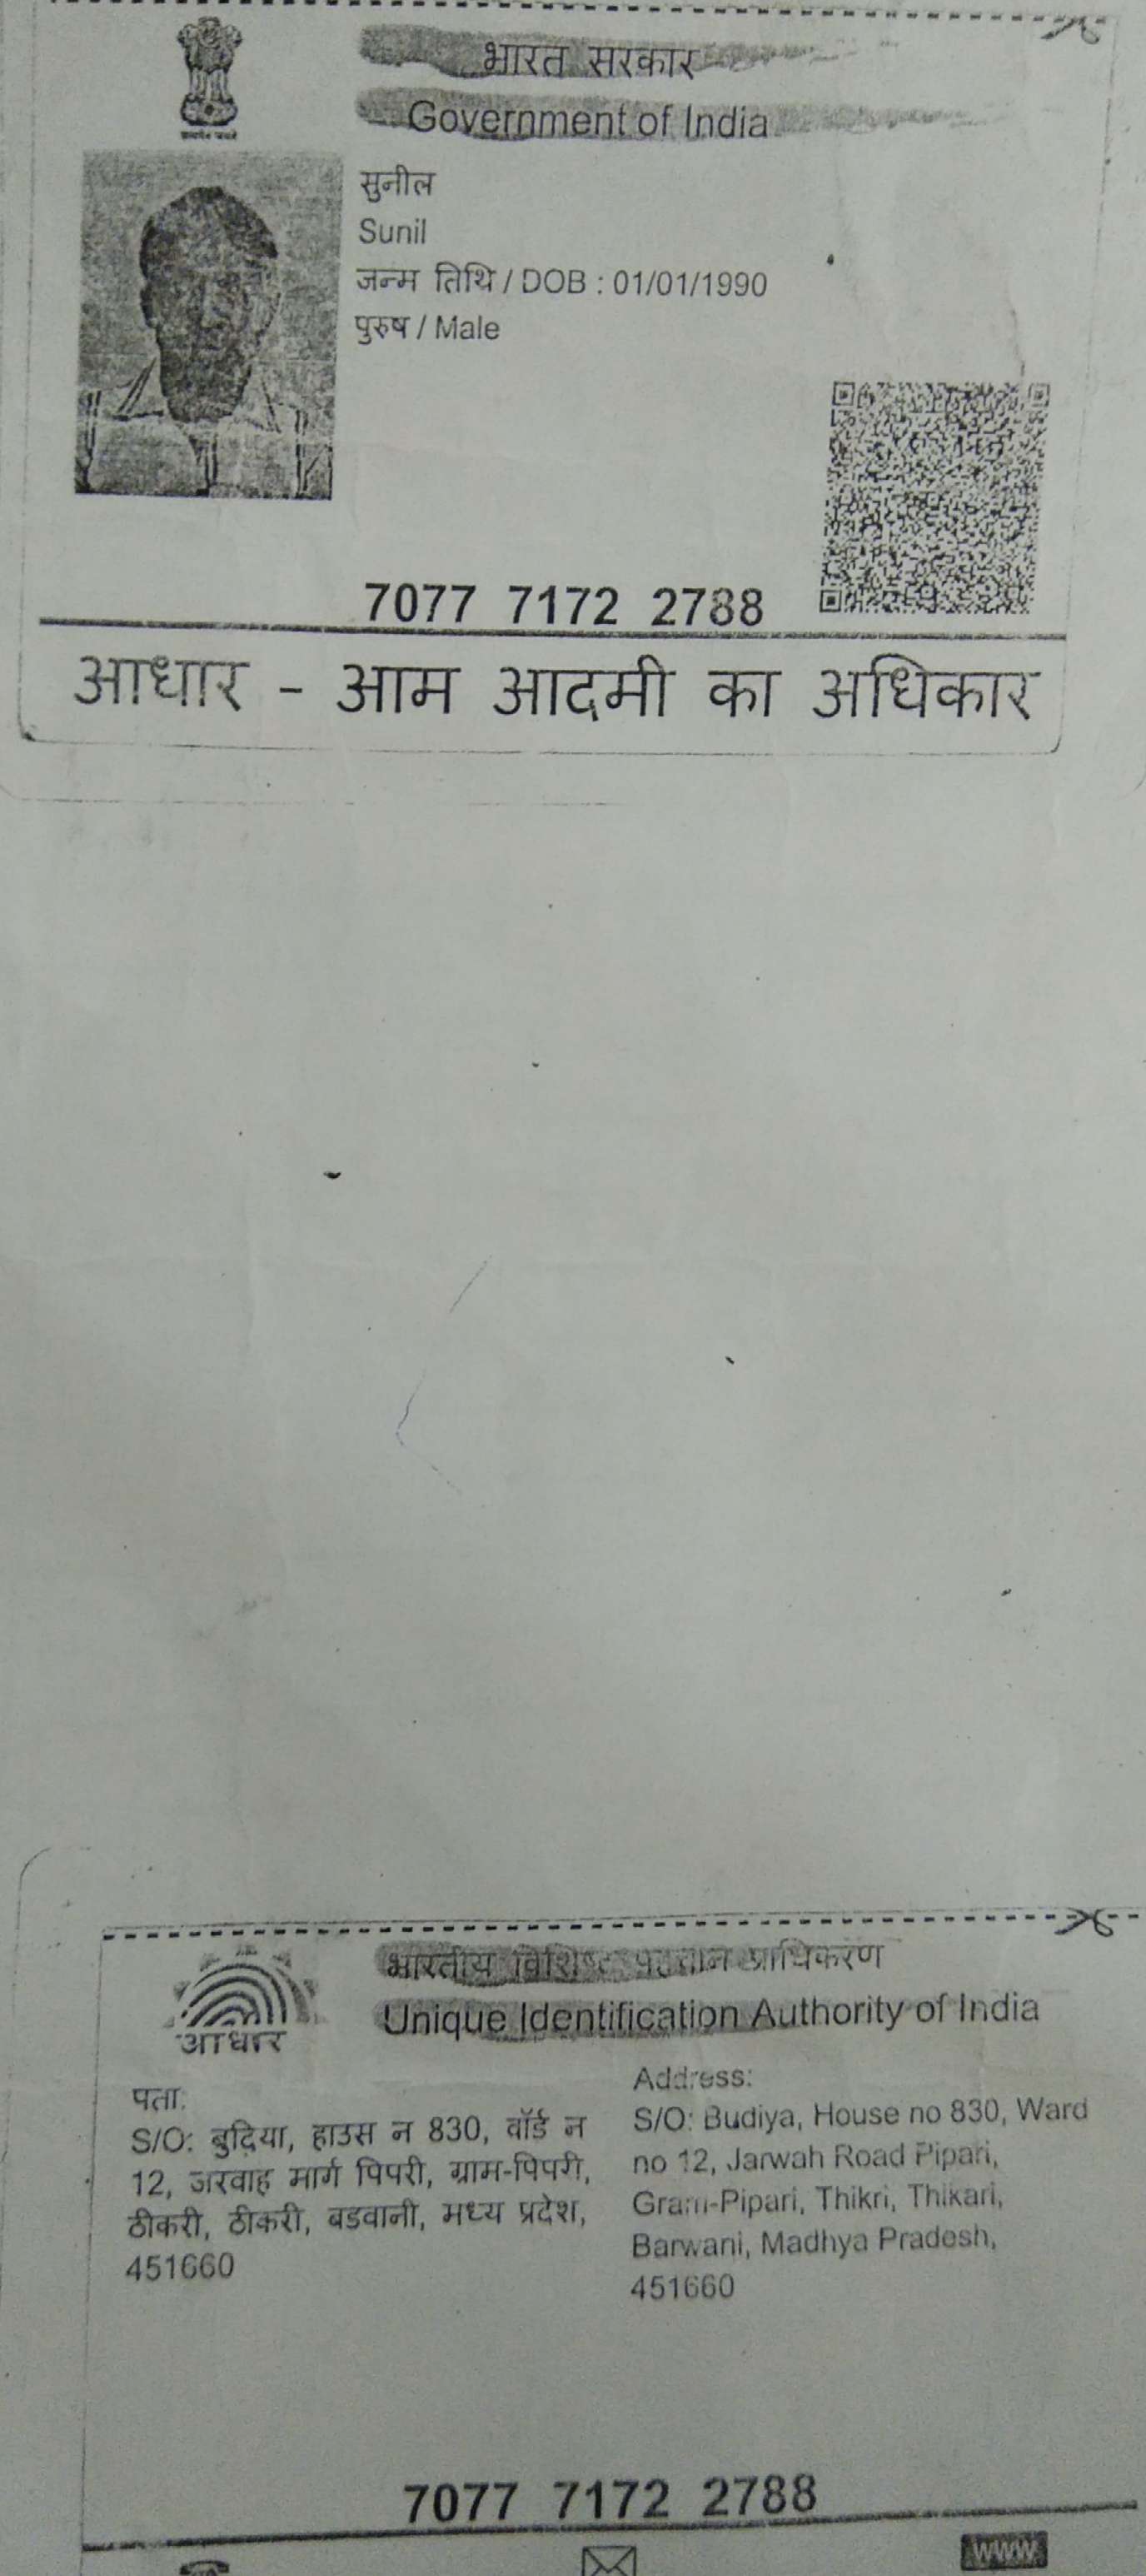 भारत सरकार
Government of India
सुनील
Sunil
जन्म तिथि / DOB : 01/01/1990
पुरुष / Male
7077 7172 2788
आधार - आम आदमी का अधिकार
भारतीय विशिष्ट पहचान प्राधिकरण
Unique Identification Authority of India
आधार
पता:
S/O: बुदिया, हाउस न 830, वॉर्ड न
12, जरवाह मार्ग पिपरी, ग्राम-पिपरी,
ठीकरी, ठीकरी, बडवानी, मध्य प्रदेश,
451660
Address:
S/O: Budiya, House no 830, Ward
no 12, Jarwah Road Pipari,
Gram-Pipari, Thikri, Thikari,
Barwani, Madhya Pradesh,
451660
7077 7172 2788
www